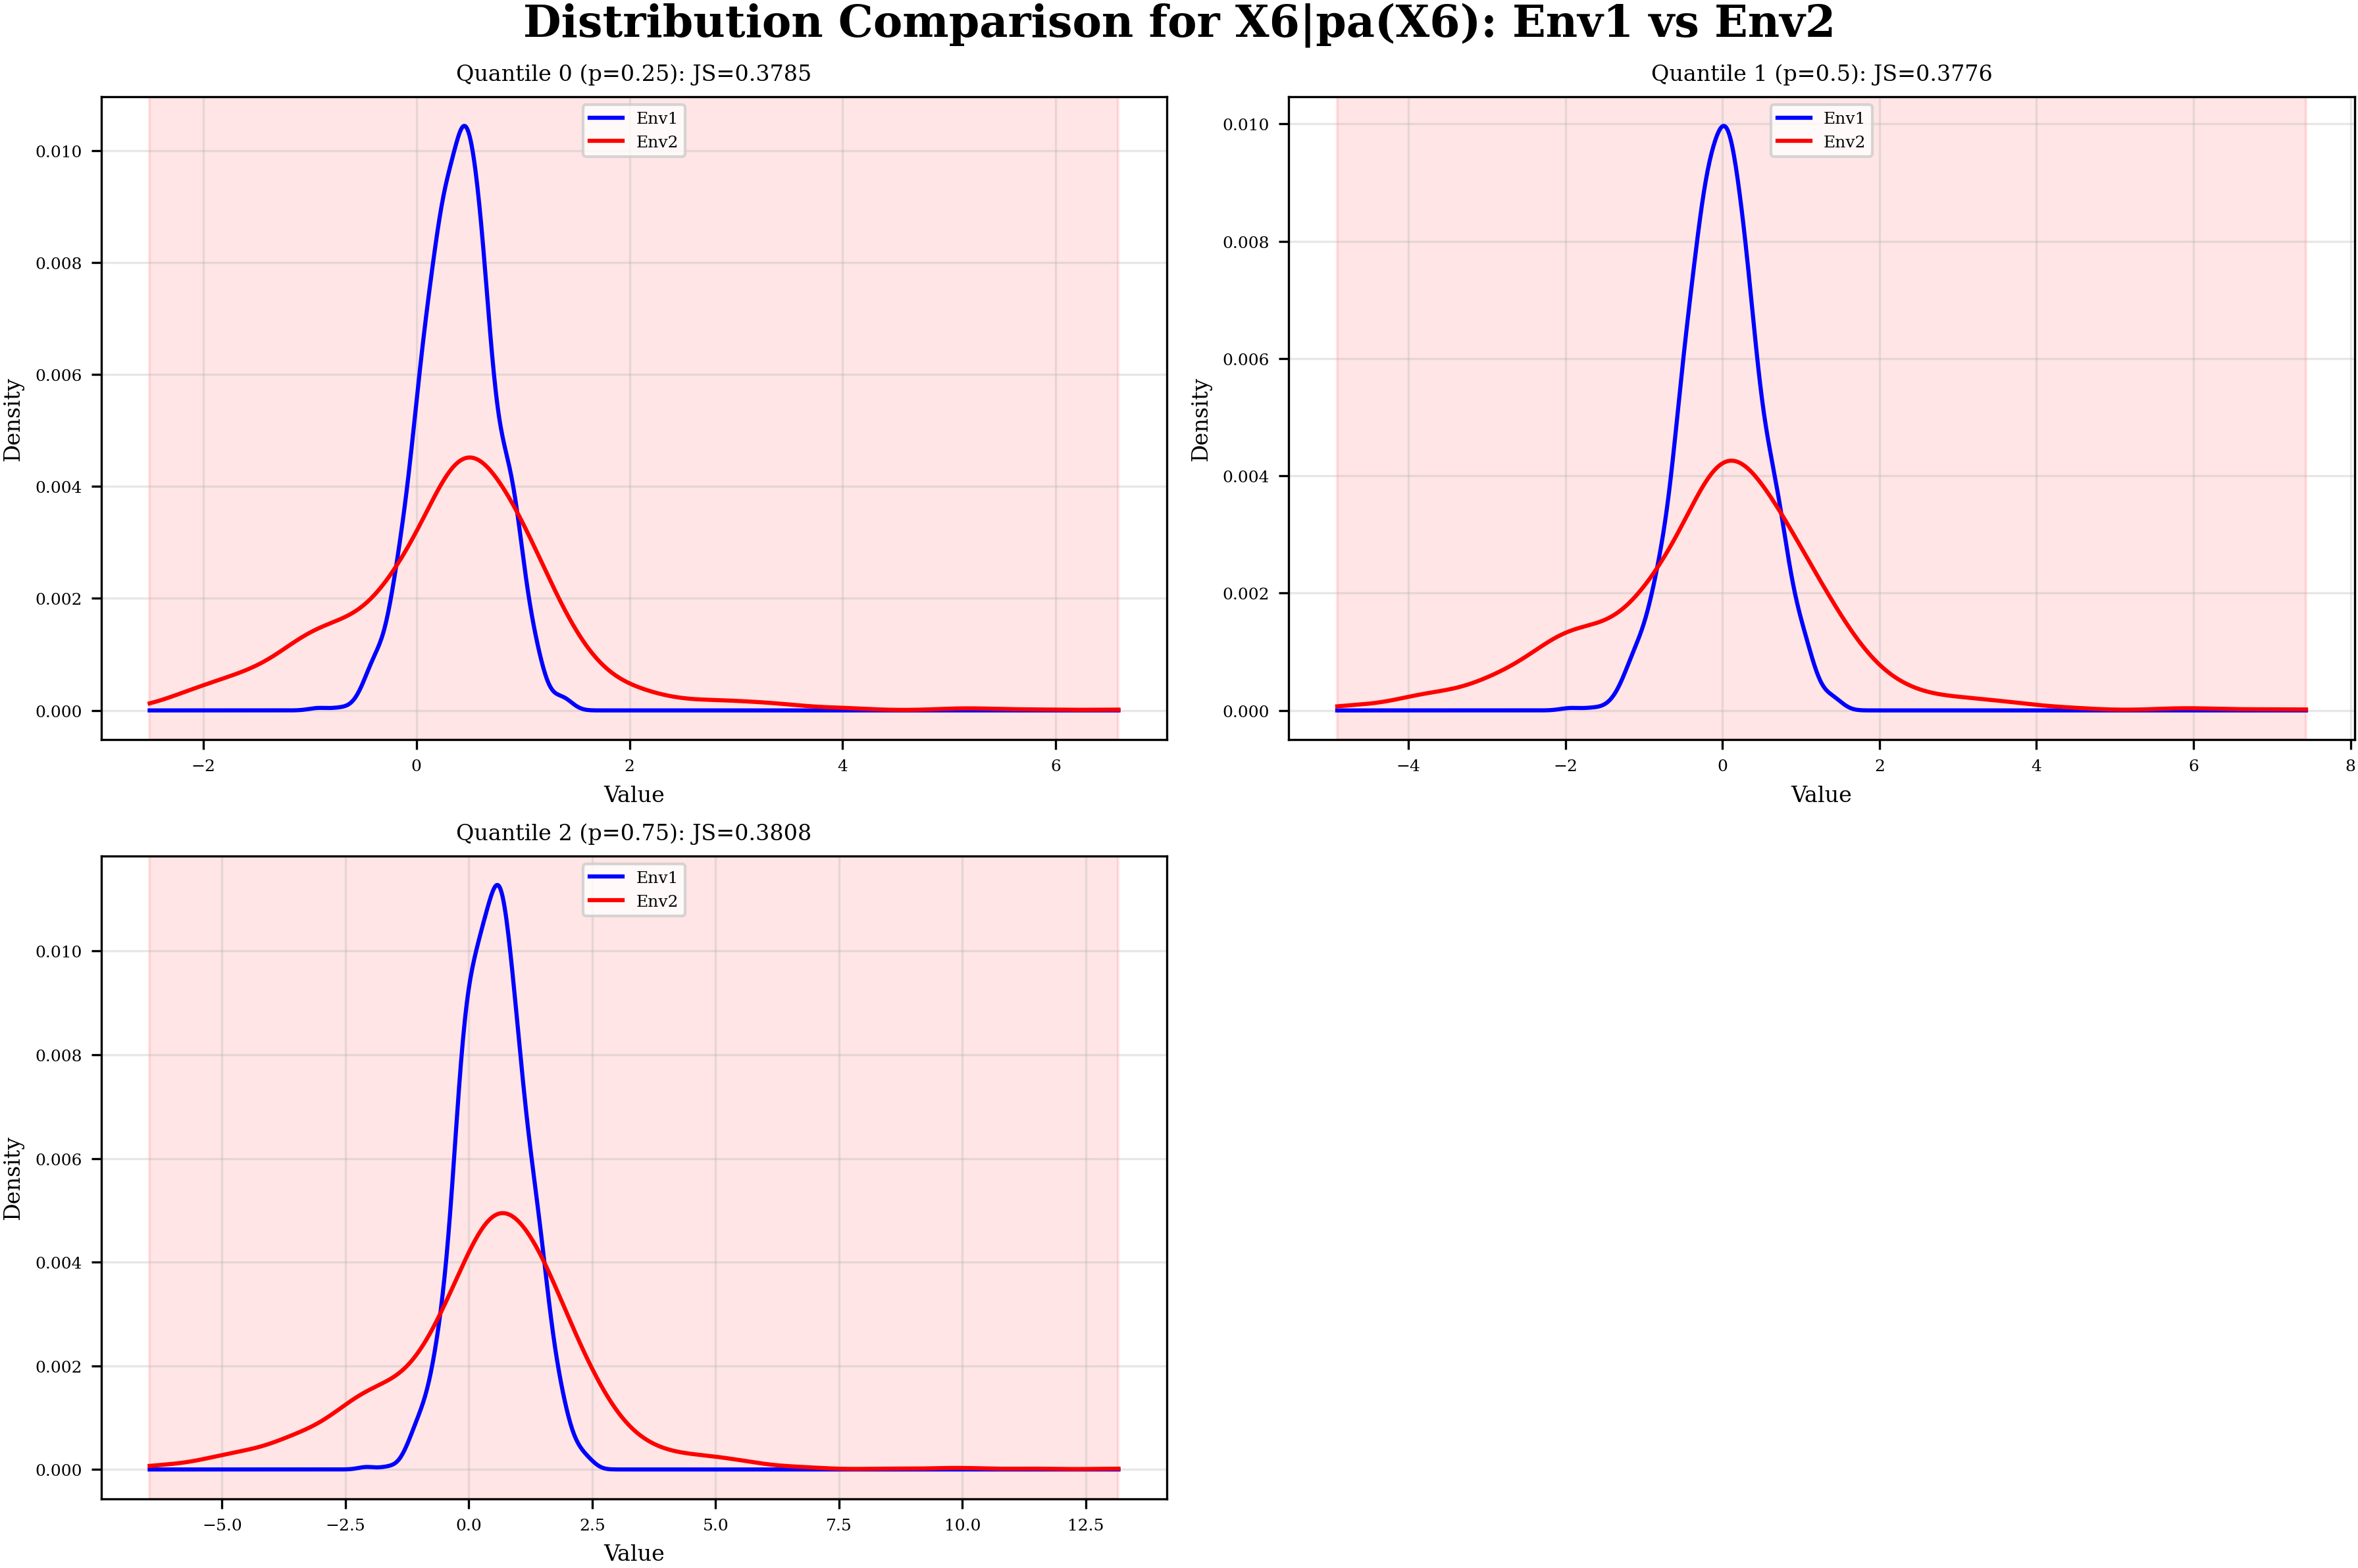 Distribution Comparison for X6|pa(X6): Env1 vs Env2
Quantile 0 (p=0.25): JS=0.3785
Env1
Env2
0.010
0.008
0.006
0.004
0.002
0.000
Density
−2
0
2
4
6
Value
Quantile 1 (p=0.5): JS=0.3776
Env1
Env2
0.010
0.008
0.006
0.004
0.002
0.000
Density
−4
−2
0
2
4
6
8
Value
Quantile 2 (p=0.75): JS=0.3808
Env1
Env2
0.010
0.008
0.006
0.004
0.002
0.000
Density
−5.0
−2.5
0.0
2.5
5.0
7.5
10.0
12.5
Value